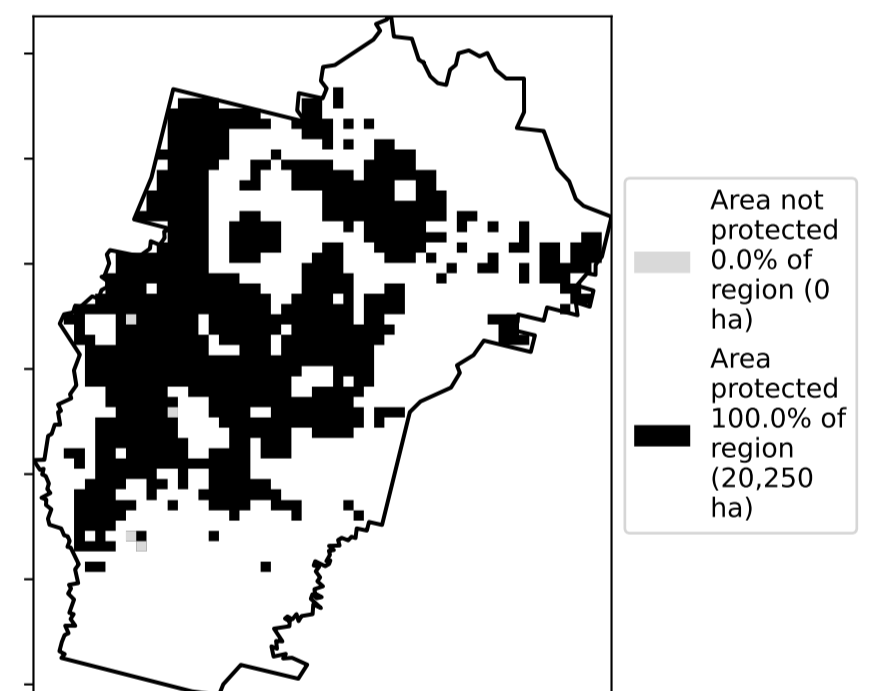 Area not
protected
0.0% of
region (0
ha)
Area
protected
100.0% of
region
(20,250
ha)